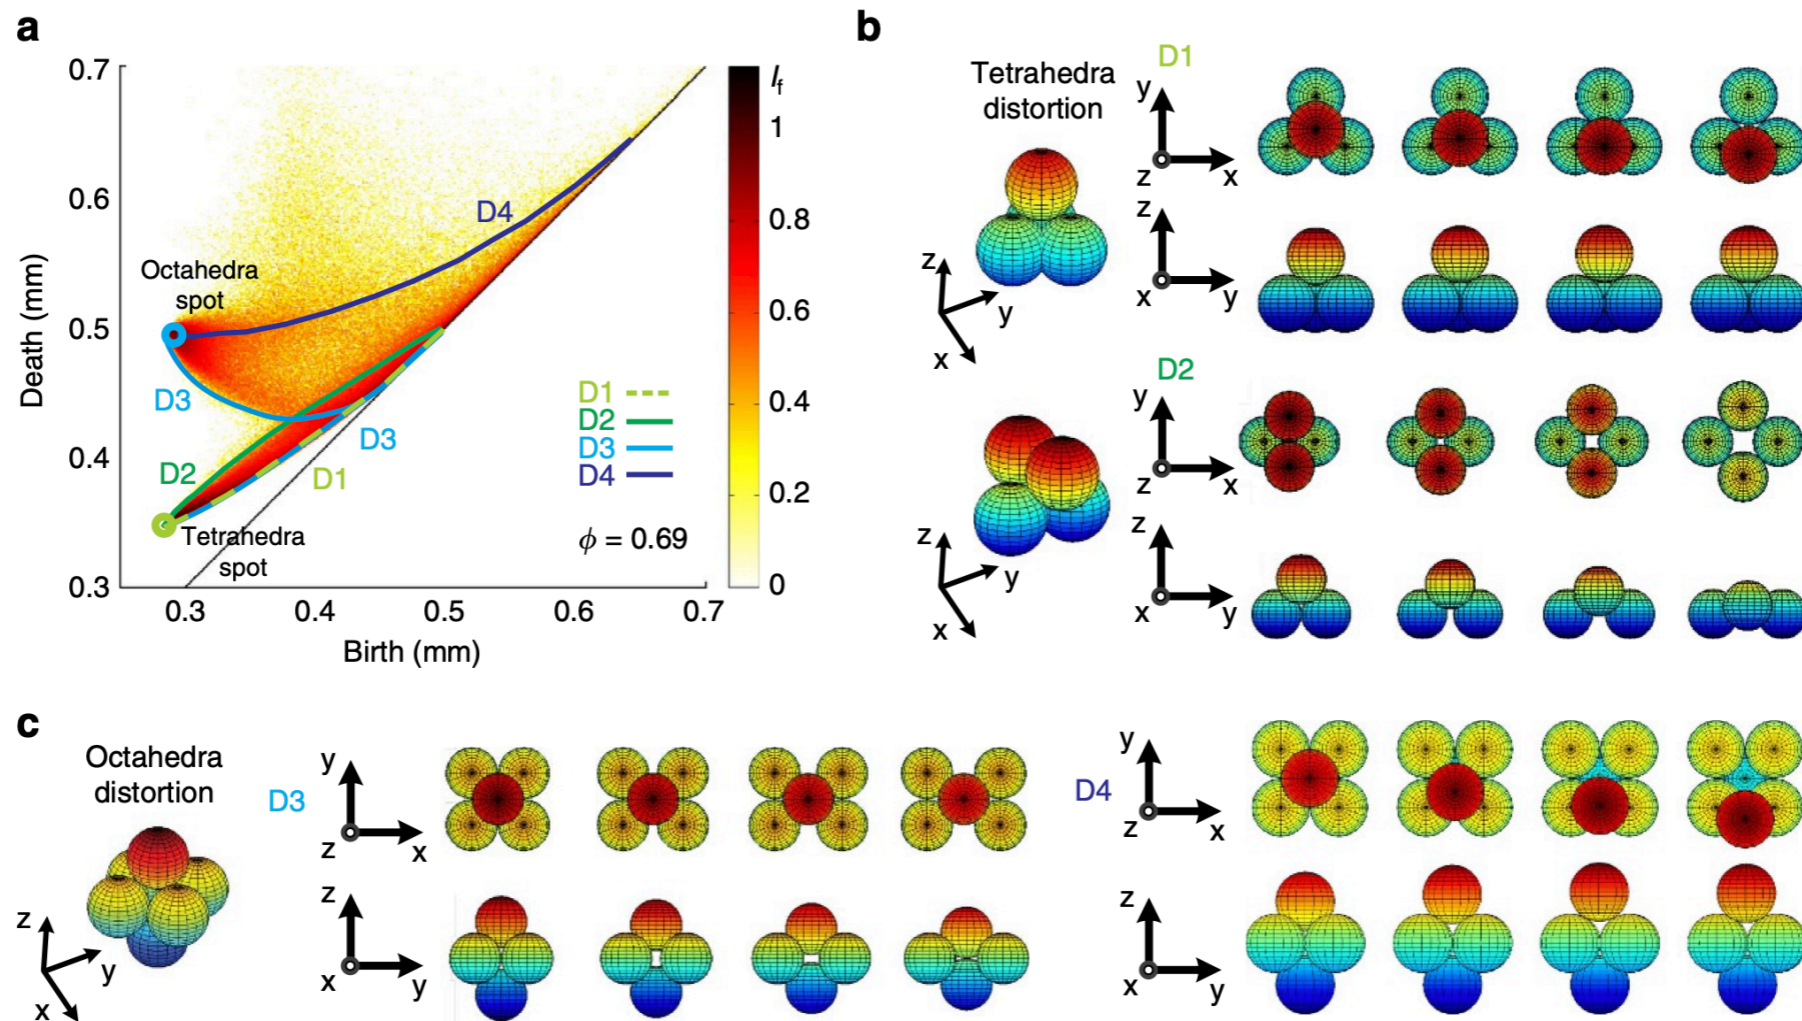 a
0.7
0.6
0.5
0.4
0.3
Death (mm)
0.3
0.4
0.5
0.6
0.7
Birth (mm)
Octahedra
spot
D4
D3
D3
D2
D1
Tetrahedra
spot
D1
D2
D3
D4
ϕ = 0.69
If
1
0.8
0.6
0.4
0.2
0
b
Tetrahedra
distortion
z
y
x
D1
y
z
x
z
x
y
z
y
x
D2
y
z
x
z
x
y
c
Octahedra
distortion
z
y
x
D3
y
z
x
z
x
y
D4
y
z
x
z
x
y